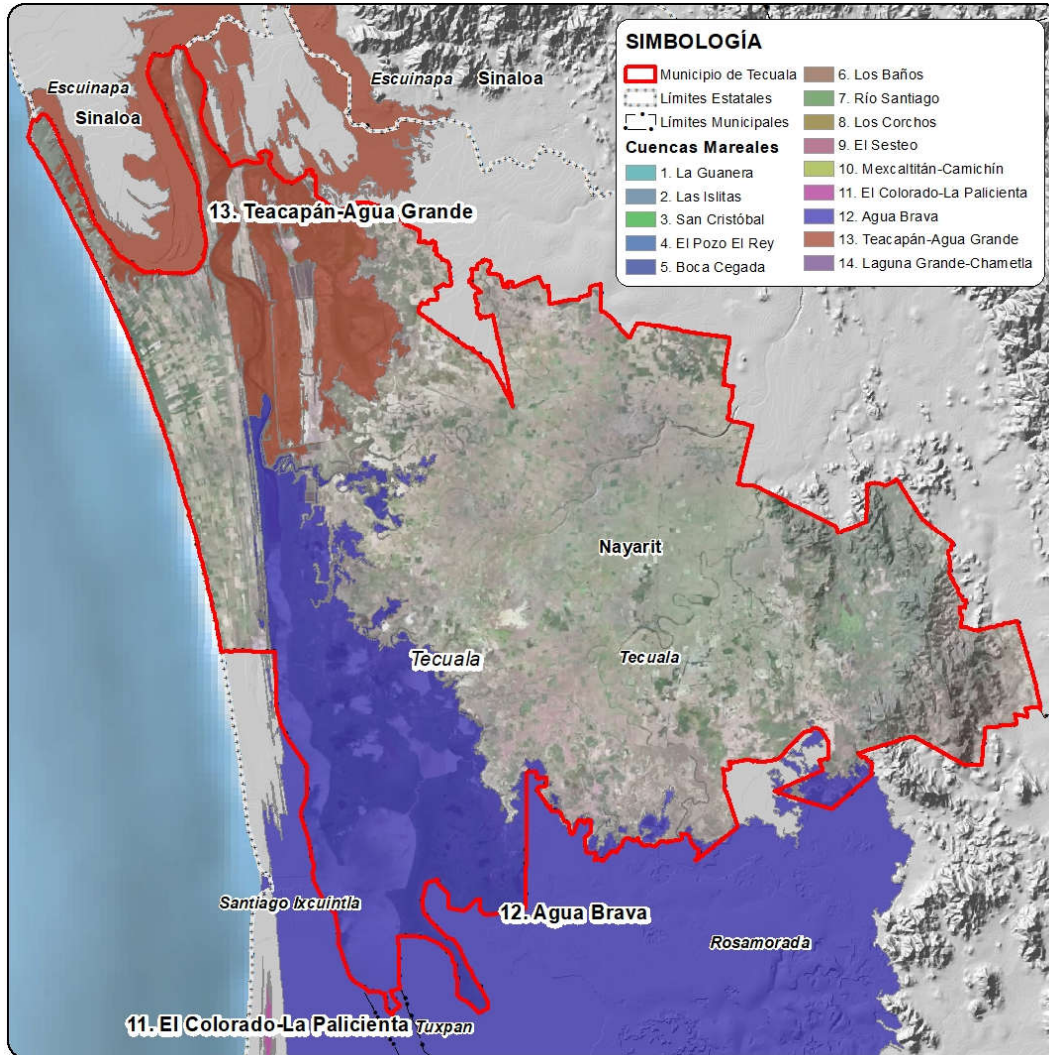 SIMBOLOGÍA
Municipio de Tecuala
Límites Estatales
Límites Municipales
Cuencas Mareales
1. La Guanera
2. Las Islitas
3. San Cristóbal
4. El Pozo El Rey
5. Boca Cegada
6. Los Baños
7. Río Santiago
8. Los Corchos
9. El Sesteo
10. Mexcaltitán-Camichín
11. El Colorado-La Palicienta
12. Agua Brava
13. Teacapán-Agua Grande
14. Laguna Grande-Chametla
Escuinapa
Sinaloa
Escuinapa
Sinaloa
13. Teacapán-Agua Grande
Nayarit
Tecuala
Tecuala
Santiago Ixcuintla
12. Agua Brava
Rosamorada
11. El Colorado-La Palicienta
Tuxpan